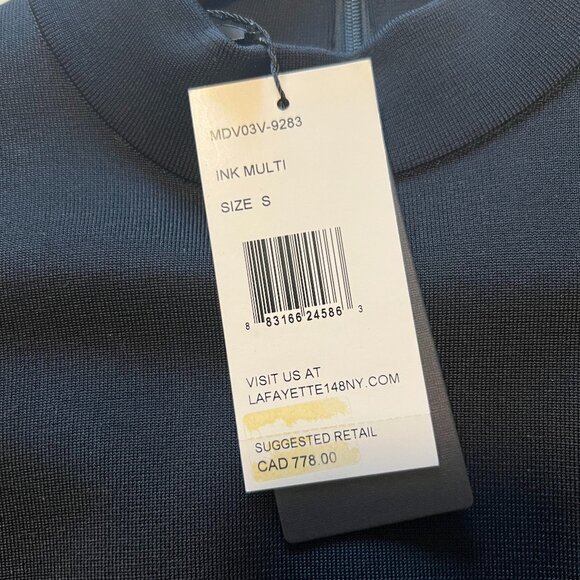 MDV03V-9283
INK MULTI
SIZE S
8 83166 24586 3
VISIT US AT
LAFAYETTE148NY.COM
SUGGESTED RETAIL
CAD 778.00